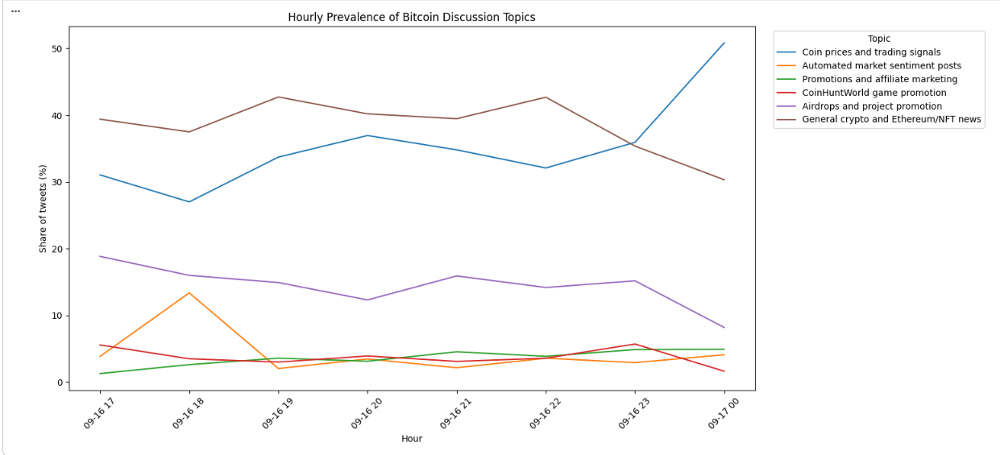 ...
Hourly Prevalence of Bitcoin Discussion Topics
Topic
Coin prices and trading signals
Automated market sentiment posts
Promotions and affiliate marketing
CoinHuntWorld game promotion
Airdrops and project promotion
General crypto and Ethereum/NFT news
Share of tweets (%)
50
40
30
20
10
0
09-16 17
09-16 18
09-16 19
09-16 20
09-16 21
09-16 22
09-16 23
09-17 00
Hour